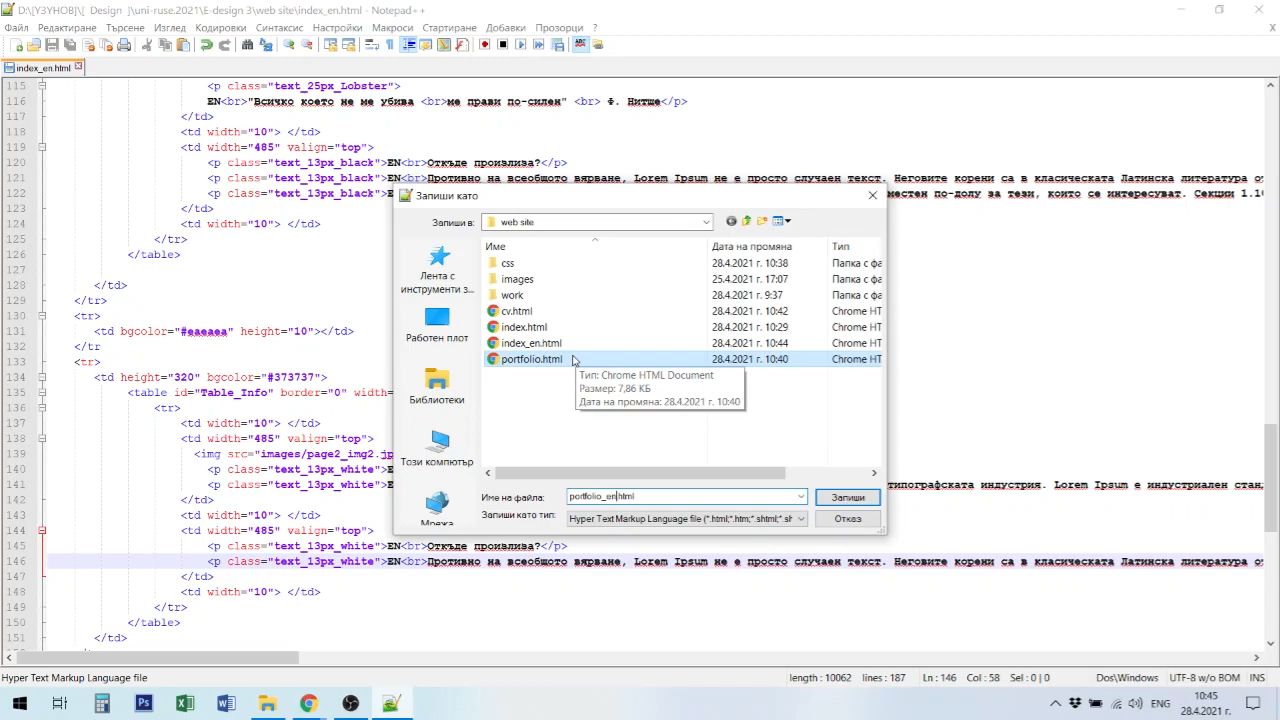 D:\[УЗУНОВ]\[ Design ]\uni-ruse.2021\E-design 3\web site\index_en.html - Notepad++
Файл Редактиране Търсене Изглед Кодировки Синтаксис Настройки Макроси Стартиране Добавки Прозорци ?
index_en.html
115 <p class="text_25px_Lobster">
116 EN<br>"Всичко което не ме убива <br>ме прави по-силен" <br> Ф. Нитше</p>
117 </td>
118 <td width="10"> </td>
119 <td width="485" valign="top">
120 <p class="text_13px_black">EN<br>Откъде произлиза?</p>
121 <p class="text_13px_black">EN<br>Противно на всеобщото вярване, Lorem Ipsum не е просто случаен текст. Неговите корени са в класическата Латинска литература от
122 <p class="text_13px_black">E местен по-долу за тези, които се интересуват. Секции 1.10
123 </td>
124 <td width="10"> </td>
125 </tr>
126 </table>
127
128 </td>
129 </tr>
130 <tr>
131 <td bgcolor="#eaeaea" height="10"></td>
132 </tr
133 <tr>
134 <td height="320" bgcolor="#373737">
135 <table id="Table_Info" border="0" width=
136 <tr>
137 <td width="10"> </td>
138 <td width="485" valign="top">
139 <img src="images/page2_img2.jp
140 <p class="text_13px_white">E
141 <p class="text_13px_white">E типографската индустрия. Lorem Ipsum е индустриален стан
142 </td>
143 <td width="10"> </td>
144 <td width="485" valign="top">
145 <p class="text_13px_white">EN<br>Откъде произлиза?</p>
146 <p class="text_13px_white">EN<br>Противно на всеобщото вярване, Lorem Ipsum не е просто случаен текст. Неговите корени са в класическата Латинска литература от
147 </td>
148 <td width="10"> </td>
149 </tr>
150 </table>
151 </td>
Запиши като
Запиши в: web site
Име Дата на промяна Тип
css 28.4.2021 г. 10:38 Папка с фа
images 25.4.2021 г. 17:07 Папка с фа
work 28.4.2021 г. 9:37 Папка с фа
cv.html 28.4.2021 г. 10:42 Chrome HT
index.html 28.4.2021 г. 10:29 Chrome HT
index_en.html 28.4.2021 г. 10:44 Chrome HT
portfolio.html 28.4.2021 г. 10:40 Chrome HT
Тип: Chrome HTML Document
Размер: 7,86 КБ
Дата на промяна: 28.4.2021 г. 10:40
Лента с
инструменти з...
Работен плот
Библиотеки
Този компютър
Мрежа
Име на файла: portfolio_en.html Запиши
Запиши като тип: Hyper Text Markup Language file (*.html;*.htm;*.shtml;*.sh Отказ
Hyper Text Markup Language file length : 10062 lines : 187 Ln : 146 Col : 58 Sel : 0 | 0 Dos\Windows UTF-8 w/o BOM INS
ENG 10:45
28.4.2021 г.